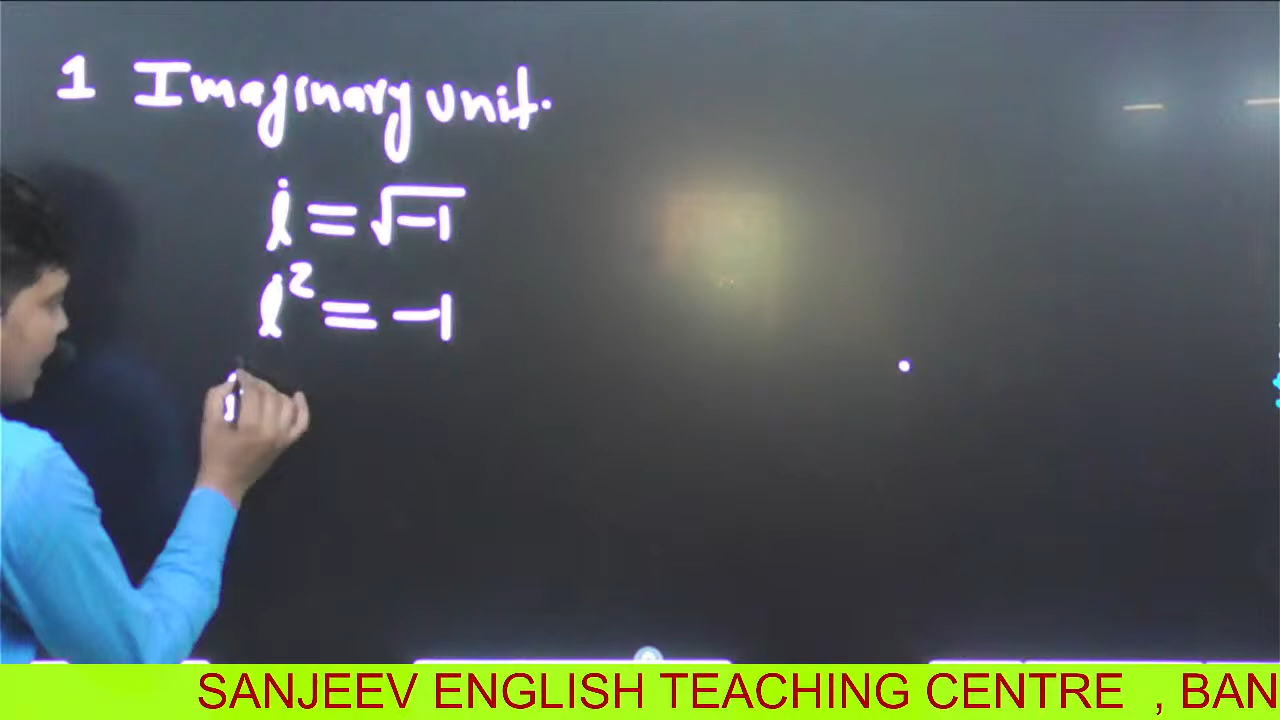 1 Imaginary unit.
i = √-1
i² = -1
i
SANJEEV ENGLISH TEACHING CENTRE , BAN